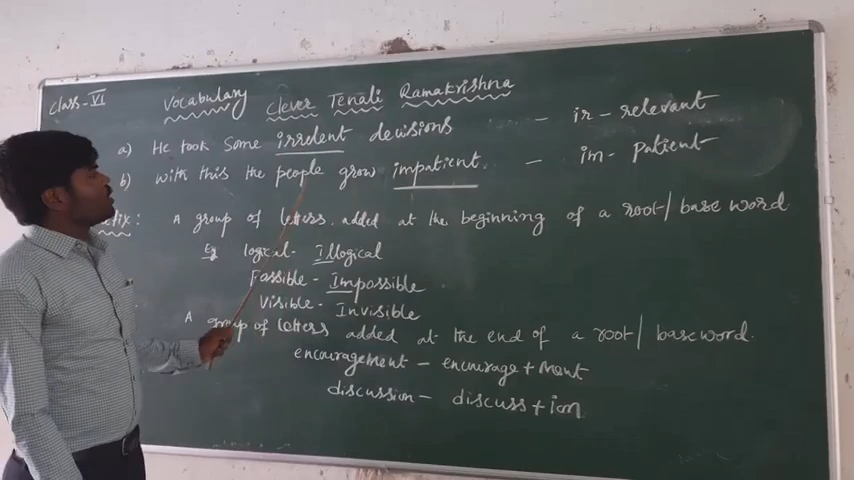 Class - VI
Vocabulary Clever Tenali Ramakrishna
a) He took some irrelent decisions - ir - relevant -
b) with this the people grow impatient - im - patient -
fix: A group of letters added at the beginning of a root/base word
Eg logical - Illogical
Possible - Impossible
Visible - Invisible
A group of letters added at the end of a root/base word.
encouragement - encourage + ment
discussion - discuss + ion